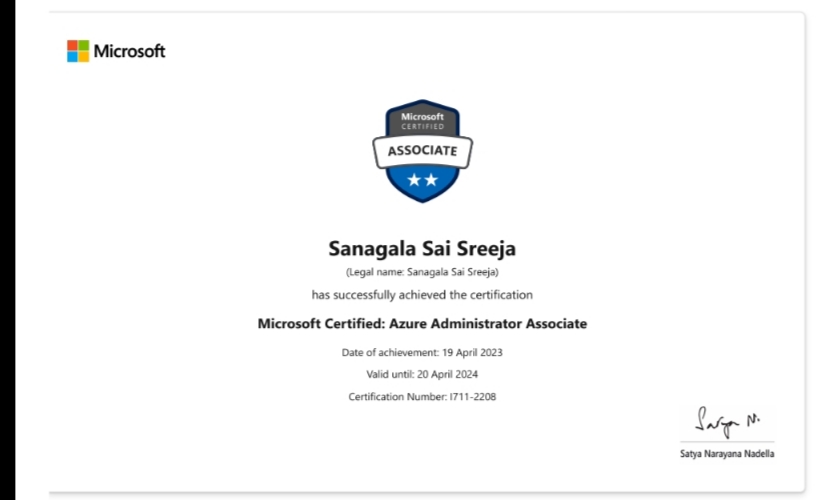 Microsoft
Microsoft
CERTIFIED
ASSOCIATE
Sanagala Sai Sreeja
(Legal name: Sanagala Sai Sreeja)
has successfully achieved the certification
Microsoft Certified: Azure Administrator Associate
Date of achievement: 19 April 2023
Valid until: 20 April 2024
Certification Number: I711-2208
Satya N.
Satya Narayana Nadella